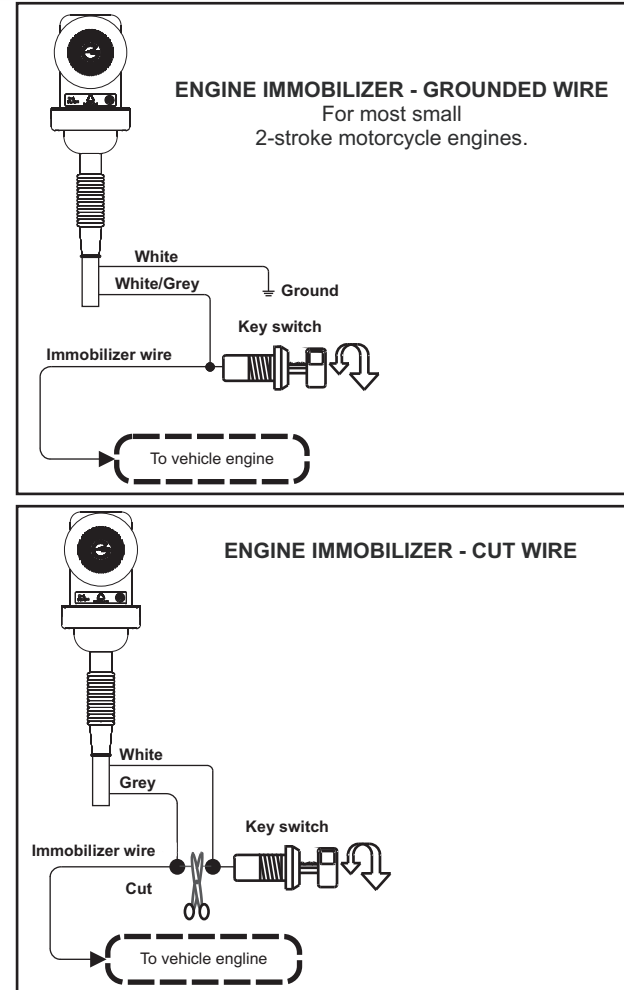 ENGINE IMMOBILIZER - GROUNDED WIRE
For most small
2-stroke motorcycle engines.
White
White/Grey
Ground
Key switch
Immobilizer wire
To vehicle engine
ENGINE IMMOBILIZER - CUT WIRE
White
Grey
Key switch
Immobilizer wire
Cut
To vehicle engline